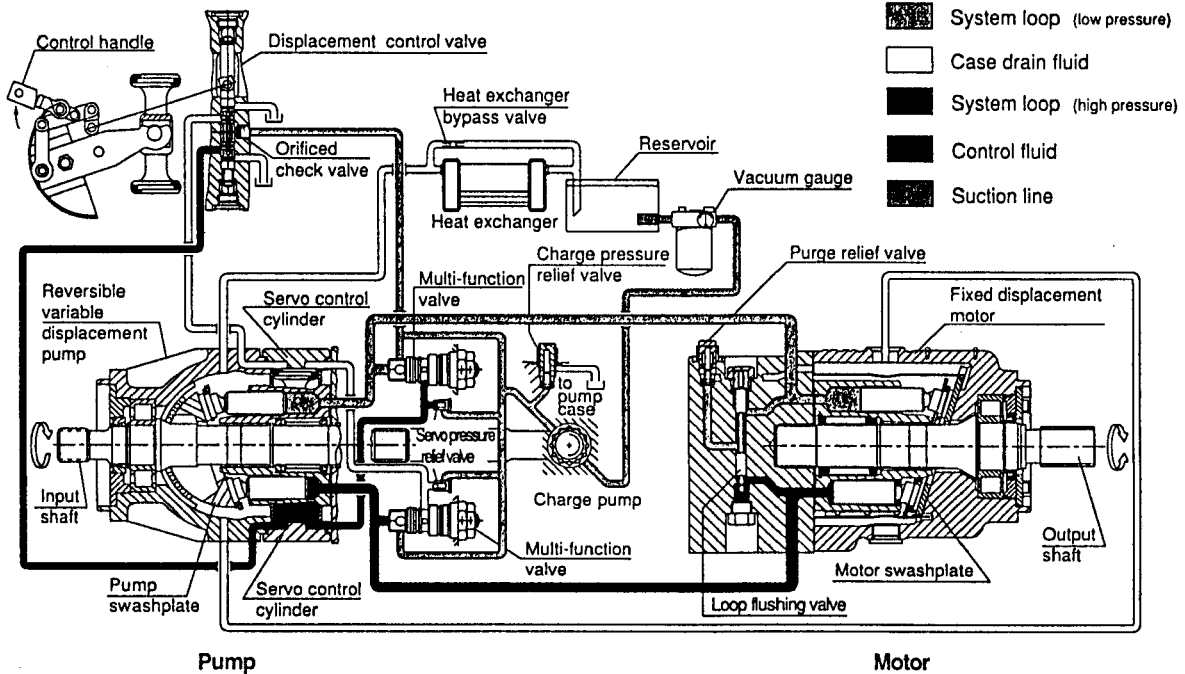 Control handle
Displacement control valve
Heat exchanger
bypass valve
Orificed
check valve
Reservoir
Vacuum gauge
Heat exchanger
System loop (low pressure)
Case drain fluid
System loop (high pressure)
Control fluid
Suction line
Charge pressure
relief valve
Purge relief valve
Multi-function
valve
Fixed displacement
motor
Reversible
variable
displacement
pump
Servo control
cylinder
to
pump
case
Servo pressure
relief valve
Charge pump
Input
shaft
Output
shaft
Multi-function
valve
Motor swashplate
Pump
swashplate
Servo control
cylinder
Loop flushing valve
Pump
Motor